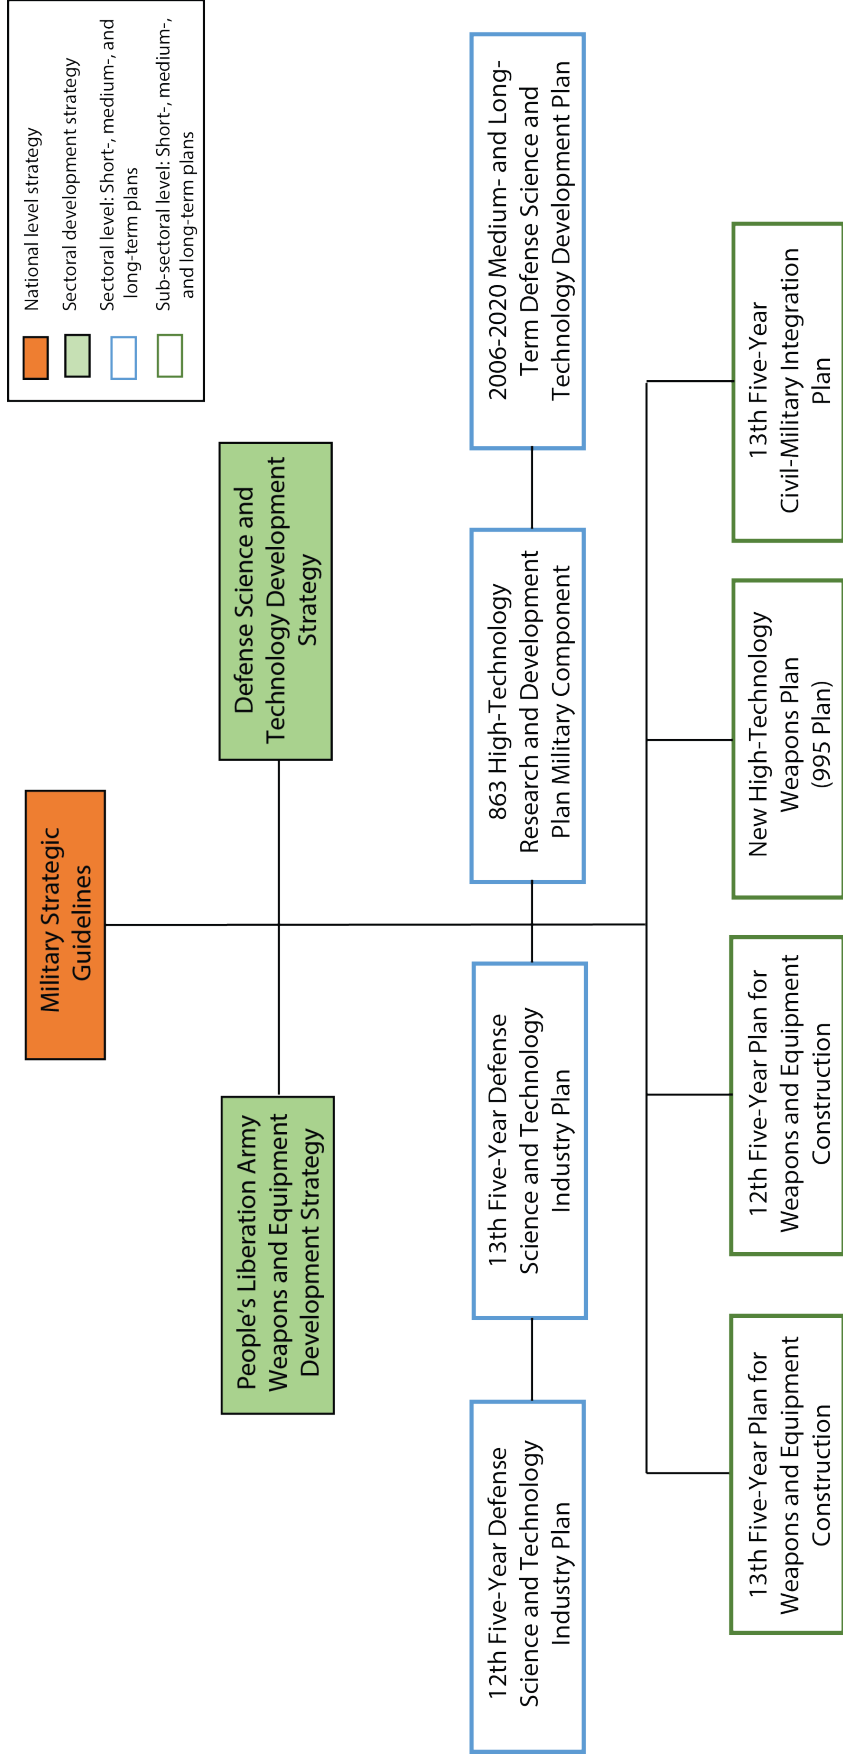 National level strategy
Sectoral development strategy
Sectoral level: Short-, medium-, and
long-term plans
Sub-sectoral level: Short-, medium-,
and long-term plans
Military Strategic
Guidelines
People’s Liberation Army
Weapons and Equipment
Development Strategy
Defense Science and
Technology Development
Strategy
12th Five-Year Defense
Science and Technology
Industry Plan
13th Five-Year Defense
Science and Technology
Industry Plan
863 High-Technology
Research and Development
Plan Military Component
2006-2020 Medium- and Long-
Term Defense Science and
Technology Development Plan
13th Five-Year Plan for
Weapons and Equipment
Construction
12th Five-Year Plan for
Weapons and Equipment
Construction
New High-Technology
Weapons Plan
(995 Plan)
13th Five-Year
Civil-Military Integration
Plan